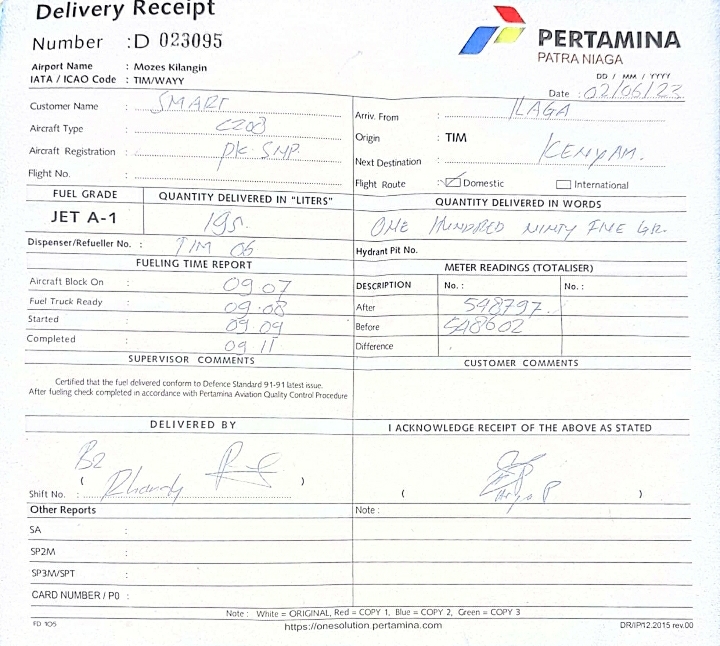 Delivery Receipt
Number : D 023095
PERTAMINA
PATRA NIAGA
Airport Name : Mozes Kilangin
IATA / ICAO Code : TIM/WAYY
DD / MM / YYYY
Date : 02/06/23
Customer Name : SMART
Arriv. From : ILAGA
Aircraft Type : C208
Origin : TIM
Aircraft Registration : PK-SNP.
Next Destination : KENYAM.
Flight No. :
Flight Route : Domestic International
FUEL GRADE QUANTITY DELIVERED IN "LITERS" QUANTITY DELIVERED IN WORDS
JET A-1 195. ONE HUNDRED NINTY FIVE
Dispenser/Refueller No. : TIM 06
Hydrant Pit No.
FUELING TIME REPORT METER READINGS (TOTALISER)
Aircraft Block On : 09 07
DESCRIPTION No. : No. :
Fuel Truck Ready : 09.08
After 598797.
Started : 09.09
Before 598602
Completed : 09 11
Difference
SUPERVISOR COMMENTS CUSTOMER COMMENTS
Certified that the fuel delivered conform to Defence Standard 91-91 latest issue.
After fueling check completed in accordance with Pertamina Aviation Quality Control Procedure
DELIVERED BY I ACKNOWLEDGE RECEIPT OF THE ABOVE AS STATED
B2
( )
Shift No. :
( )
Other Reports Note :
SA :
SP2M :
SP3M/SPT :
CARD NUMBER / P0 :
Note : White = ORIGINAL, Red = COPY 1, Blue = COPY 2, Green = COPY 3
FD 105 https://onesolution.pertamina.com DR/IP/12.2015 rev.00